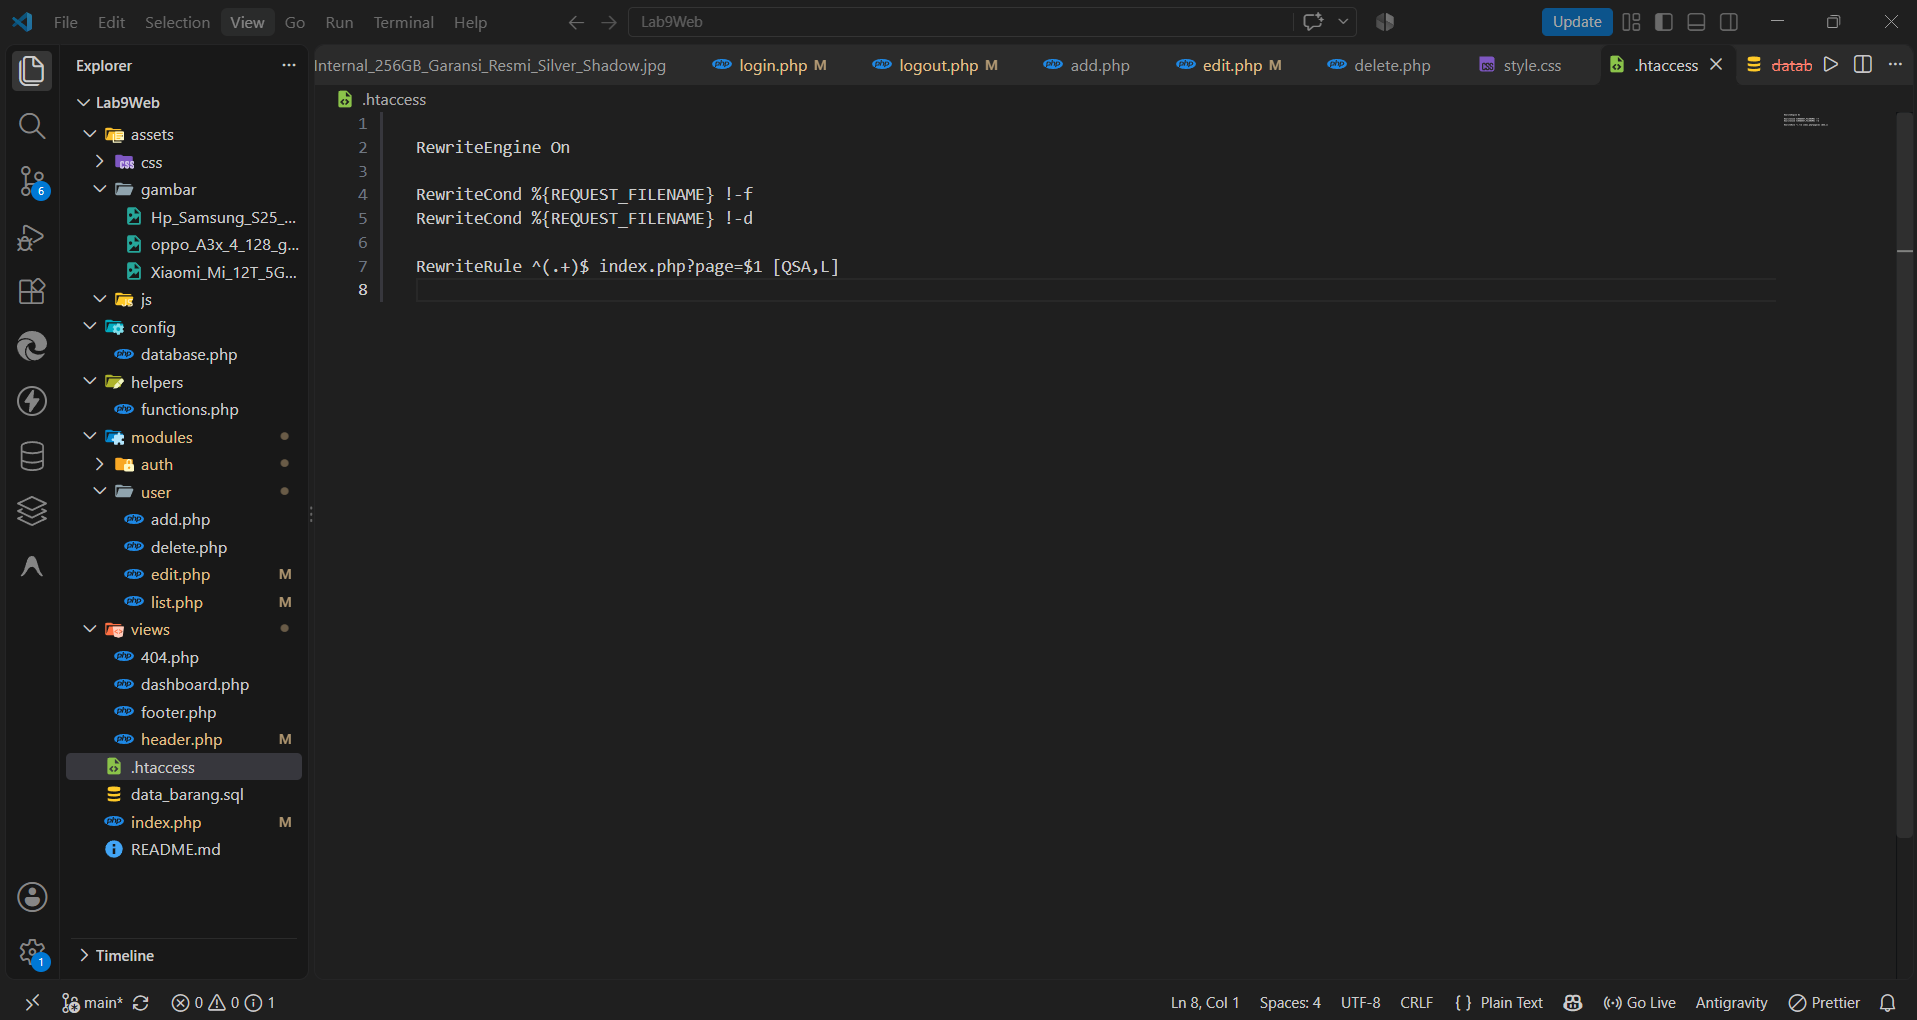 File Edit Selection View Go Run Terminal Help
Lab9Web
Update
Explorer
Internal_256GB_Garansi_Resmi_Silver_Shadow.jpg
login.php M
logout.php M
add.php
edit.php M
delete.php
style.css
.htaccess
datab
Lab9Web
assets
css
gambar
Hp_Samsung_S25_...
oppo_A3x_4_128_g...
Xiaomi_Mi_12T_5G...
js
config
database.php
helpers
functions.php
modules
auth
user
add.php
delete.php
edit.php M
list.php M
views
404.php
dashboard.php
footer.php
header.php M
.htaccess
data_barang.sql
index.php M
README.md
Timeline
6
1
.htaccess
1
2 RewriteEngine On
3
4 RewriteCond %{REQUEST_FILENAME} !-f
5 RewriteCond %{REQUEST_FILENAME} !-d
6
7 RewriteRule ^(.+)$ index.php?page=$1 [QSA,L]
8
main* 0 0 1
Ln 8, Col 1 Spaces: 4 UTF-8 CRLF { } Plain Text Go Live Antigravity Prettier